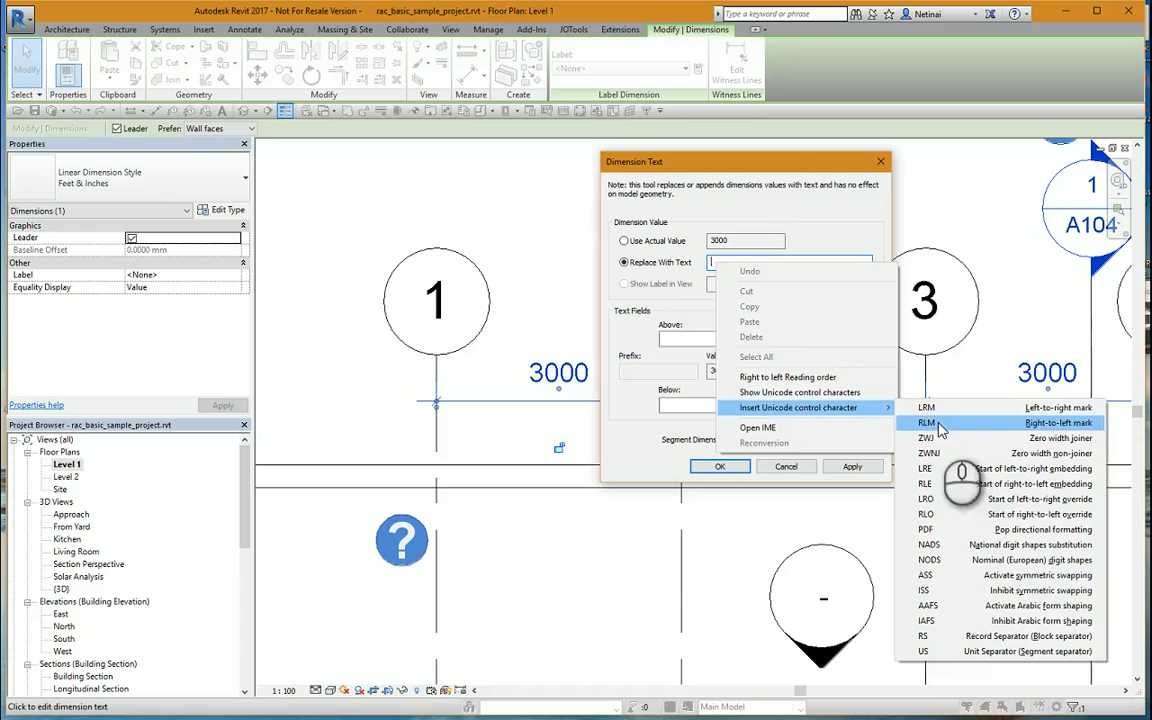 Autodesk Revit 2017 - Not For Resale Version - rac_basic_sample_project.rvt - Floor Plan: Level 1
Type a keyword or phrase
Netinai
Architecture Structure Systems Insert Annotate Analyze Massing & Site Collaborate View Manage Add-Ins JOTools Extensions Modify | Dimensions
Modify
Properties
Paste
Cope
Cut
Join
Label:
<None>
Edit
Witness Lines
Select Properties Clipboard Geometry Modify View Measure Create Label Dimension Witness Lines
Modify | Dimensions
Leader
Prefer: Wall faces
Properties
Linear Dimension Style
Feet & Inches
Dimensions (1)
Edit Type
Graphics
Leader
Baseline Offset 0.0000 mm
Other
Label <None>
Equality Display Value
Properties help
Apply
Project Browser - rac_basic_sample_project.rvt
Views (all)
Floor Plans
Level 1
Level 2
Site
3D Views
Approach
From Yard
Kitchen
Living Room
Section Perspective
Solar Analysis
{3D}
Elevations (Building Elevation)
East
North
South
West
Sections (Building Section)
Building Section
Longitudinal Section
1
3000
3
3000
1
A104
?
-
Dimension Text
Note: this tool replaces or appends dimensions values with text and has no effect
on model geometry.
Dimension Value
Use Actual Value 3000
Replace With Text
Show Label in View
Text Fields
Above:
Prefix:
Below:
OK
Cancel
Apply
Undo
Cut
Copy
Paste
Delete
Select All
Right to left Reading order
Show Unicode control characters
Insert Unicode control character
Open IME
Reconversion
LRM Left-to-right mark
RLM Right-to-left mark
ZWJ Zero width joiner
ZWNJ Zero width non-joiner
LRE Start of left-to-right embedding
RLE Start of right-to-left embedding
LRO Start of left-to-right override
RLO Start of right-to-left override
PDF Pop directional formatting
NADS National digit shapes substitution
NODS Nominal (European) digit shapes
ASS Activate symmetric swapping
ISS Inhibit symmetric swapping
AAFS Activate Arabic form shaping
IAFS Inhibit Arabic form shaping
RS Record Separator (Block separator)
US Unit Separator (Segment separator)
1 : 100
Click to edit dimension text
:0
Main Model
:1